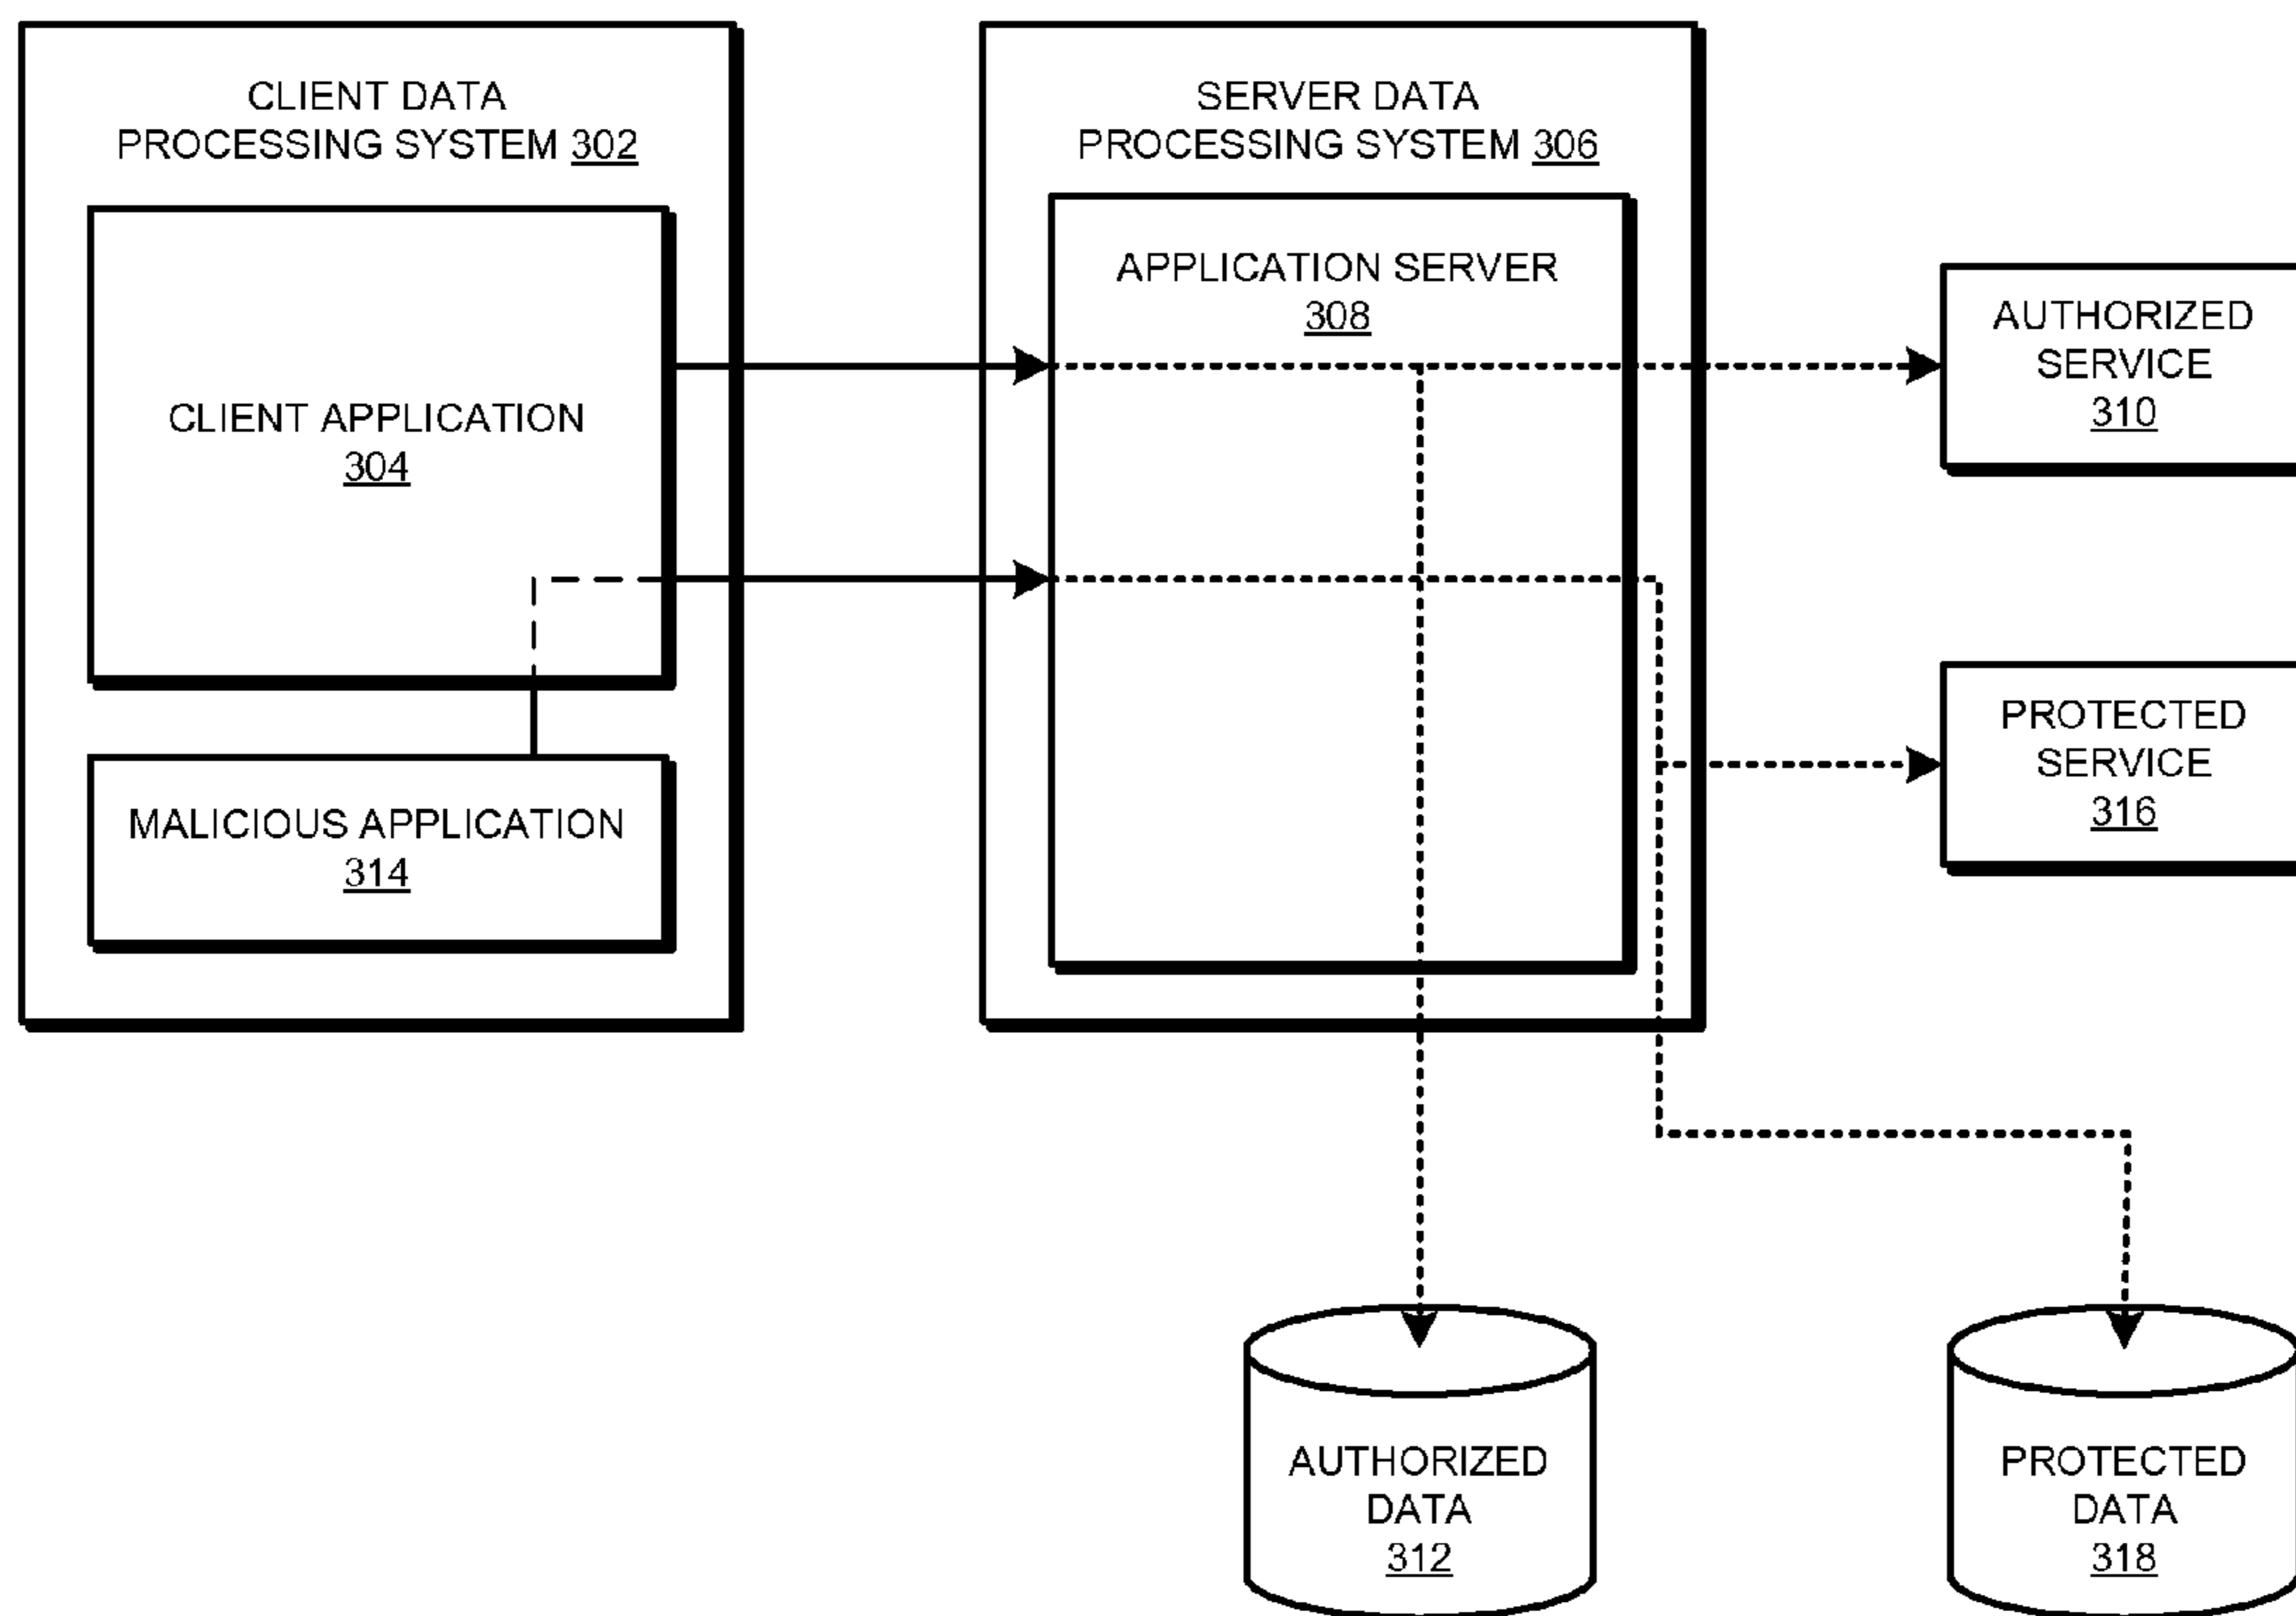 CLIENT DATA
PROCESSING SYSTEM 302
CLIENT APPLICATION
304
MALICIOUS APPLICATION
314
SERVER DATA
PROCESSING SYSTEM 306
APPLICATION SERVER
308
AUTHORIZED
SERVICE
310
PROTECTED
SERVICE
316
AUTHORIZED
DATA
312
PROTECTED
DATA
318